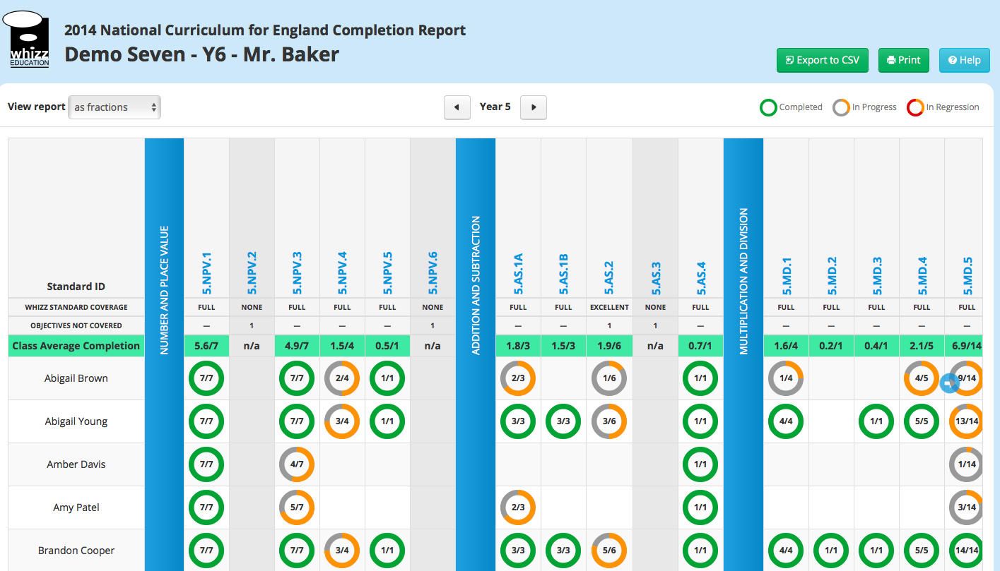 whizz
EDUCATION
2014 National Curriculum for England Completion Report
Demo Seven - Y6 - Mr. Baker
Export to CSV
Print
Help
View report as fractions
Year 5
Completed
In Progress
In Regression
Standard ID NUMBER AND PLACE VALUE 5.NPV.1 5.NPV.2 5.NPV.3 5.NPV.4 5.NPV.5 5.NPV.6 ADDITION AND SUBTRACTION 5.AS.1A 5.AS.1B 5.AS.2 5.AS.3 5.AS.4 MULTIPLICATION AND DIVISION 5.MD.1 5.MD.2 5.MD.3 5.MD.4 5.MD.5
WHIZZ STANDARD COVERAGE FULL NONE FULL FULL FULL NONE FULL FULL EXCELLENT NONE FULL FULL FULL FULL FULL FULL
OBJECTIVES NOT COVERED — 1 — — — 1 — — 1 1 — — — — — —
Class Average Completion 5.6/7 n/a 4.9/7 1.5/4 0.5/1 n/a 1.8/3 1.5/3 1.9/6 n/a 0.7/1 1.6/4 0.2/1 0.4/1 2.1/5 6.9/14
Abigail Brown 7/7 7/7 2/4 1/1 2/3 1/6 1/1 1/4 4/5 9/14
Abigail Young 7/7 7/7 3/4 1/1 3/3 3/3 3/6 1/1 4/4 1/1 5/5 13/14
Amber Davis 7/7 4/7 1/1 1/14
Amy Patel 7/7 5/7 2/3 1/1 3/14
Brandon Cooper 7/7 7/7 3/4 1/1 3/3 3/3 5/6 1/1 4/4 1/1 1/1 5/5 14/14